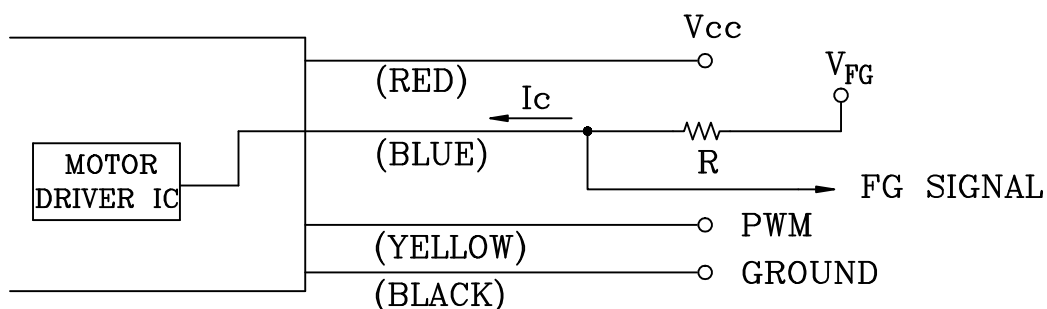 Vcc
(RED)
V_FG
Ic
(BLUE)
R
MOTOR
DRIVER IC
FG SIGNAL
(YELLOW)
PWM
(BLACK)
GROUND